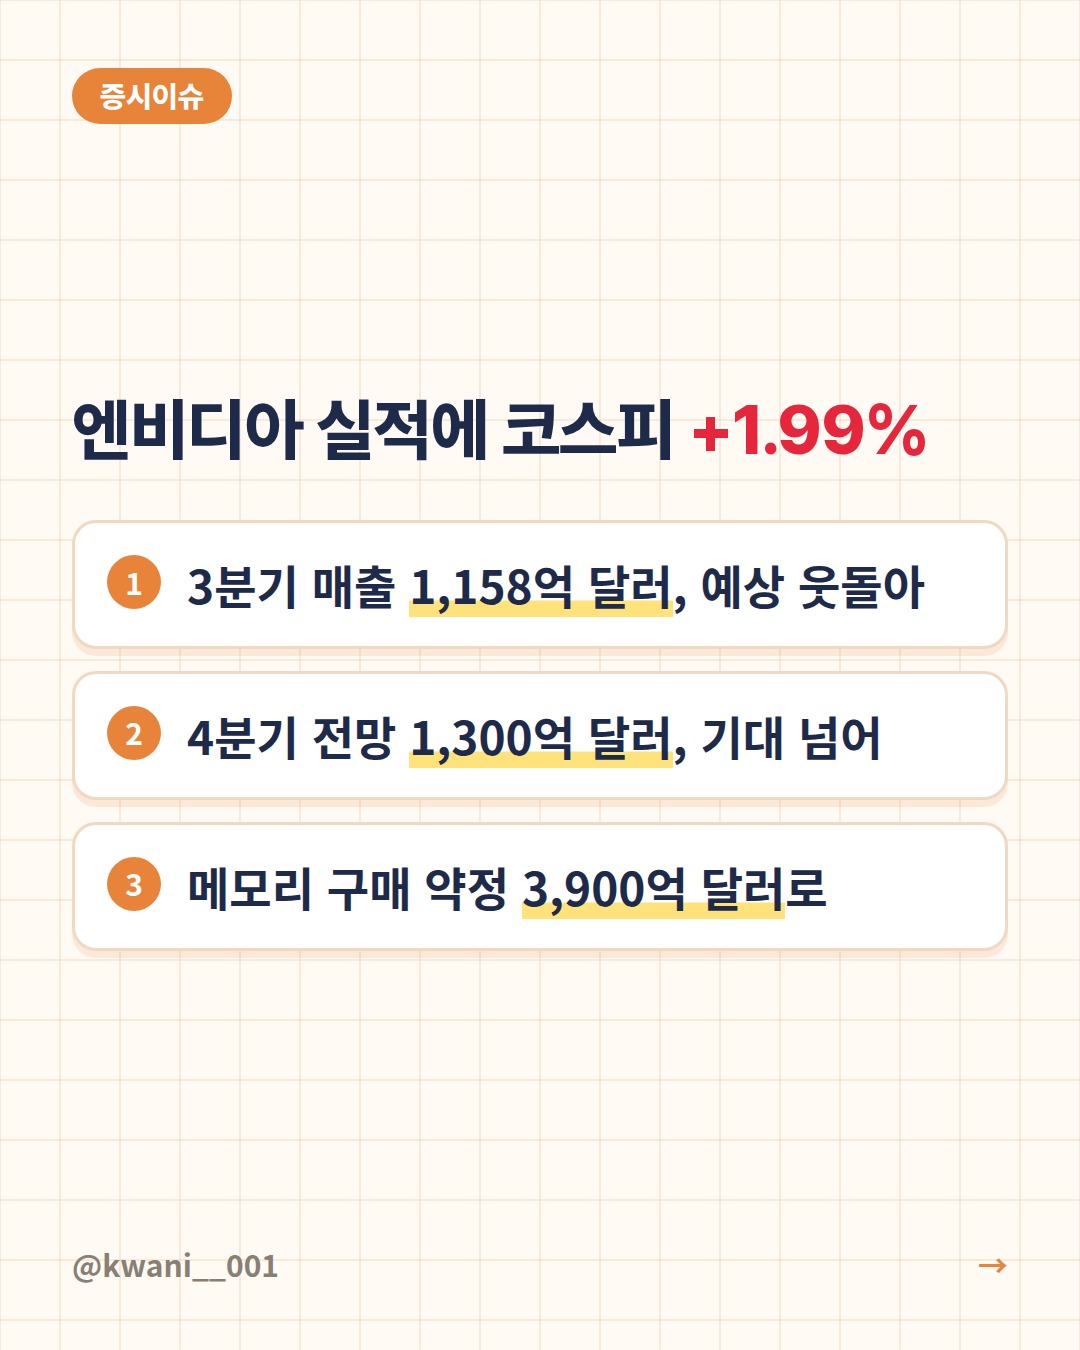 증시이슈
엔비디아 실적에 코스피 +1.99%
1 3분기 매출 1,158억 달러, 예상 웃돌아
2 4분기 전망 1,300억 달러, 기대 넘어
3 메모리 구매 약정 3,900억 달러로
@kwani__001 →